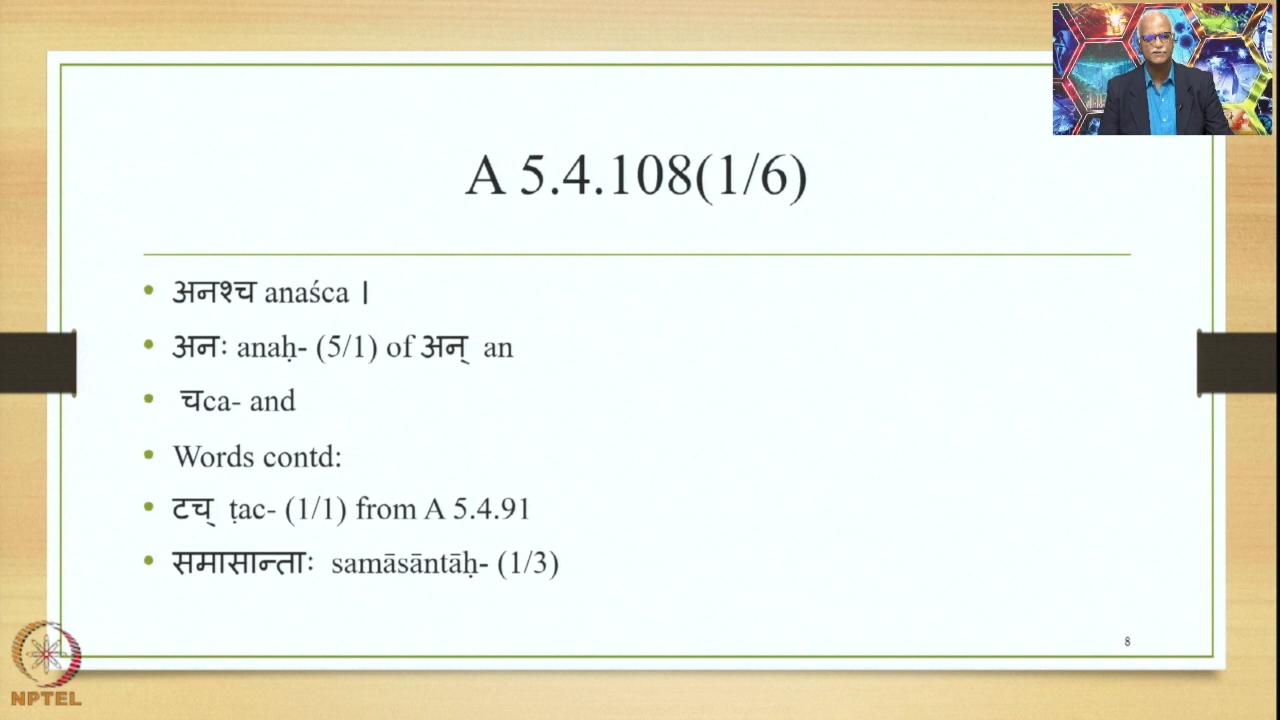 A 5.4.108(1/6)
• अनश्च anaśca ।
• अनः anaḥ- (5/1) of अन् an
• चca- and
• Words contd:
• टच् ṭac- (1/1) from A 5.4.91
• समासान्ताः samāsāntāḥ- (1/3)
8
NPTEL